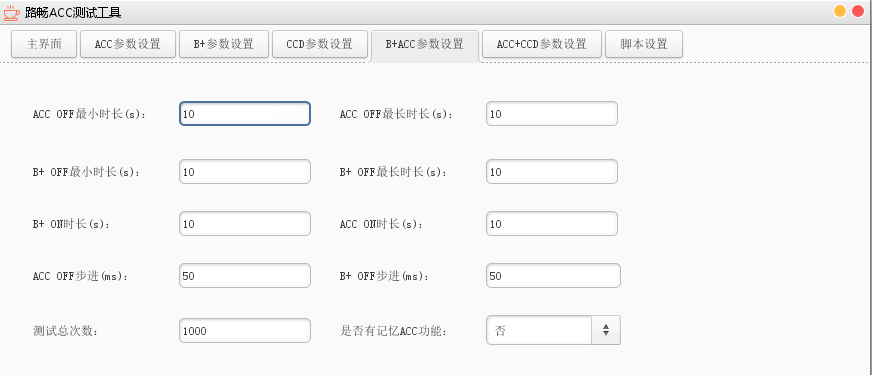 路畅ACC测试工具
主界面 ACC参数设置 B+参数设置 CCD参数设置 B+ACC参数设置 ACC+CCD参数设置 脚本设置
ACC OFF最小时长(s): 10 ACC OFF最长时长(s): 10
B+ OFF最小时长(s): 10 B+ OFF最长时长(s): 10
B+ ON时长(s): 10 ACC ON时长(s): 10
ACC OFF步进(ms): 50 B+ OFF步进(ms): 50
测试总次数: 1000 是否有记忆ACC功能: 否